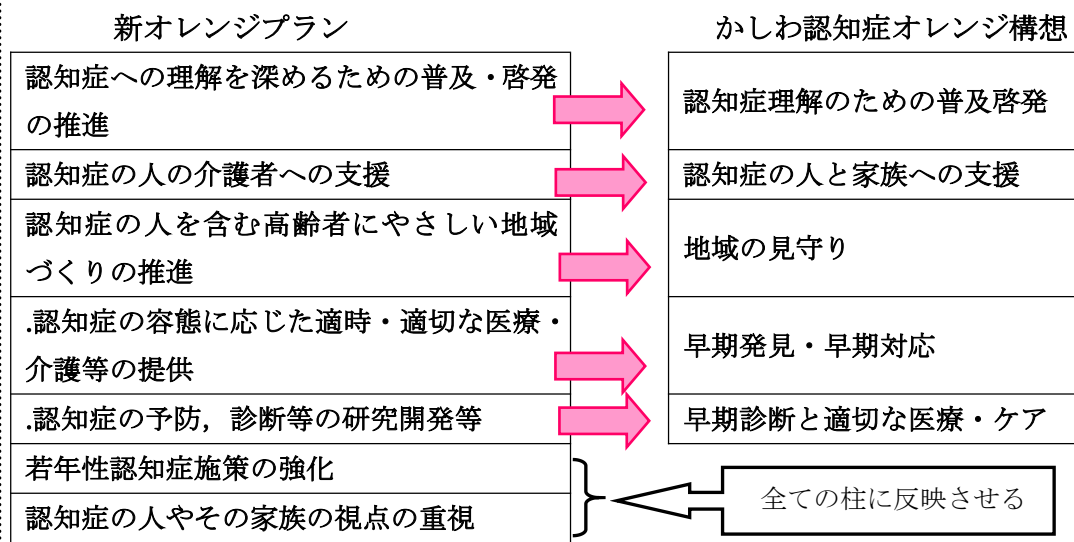 新オレンジプラン
かしわ認知症オレンジ構想
認知症への理解を深めるための普及・啓発
の推進
認知症理解のための普及啓発
認知症の人の介護者への支援
認知症の人と家族への支援
認知症の人を含む高齢者にやさしい地域
づくりの推進
地域の見守り
.認知症の容態に応じた適時・適切な医療・
介護等の提供
早期発見・早期対応
.認知症の予防，診断等の研究開発等
早期診断と適切な医療・ケア
若年性認知症施策の強化
認知症の人やその家族の視点の重視
全ての柱に反映させる